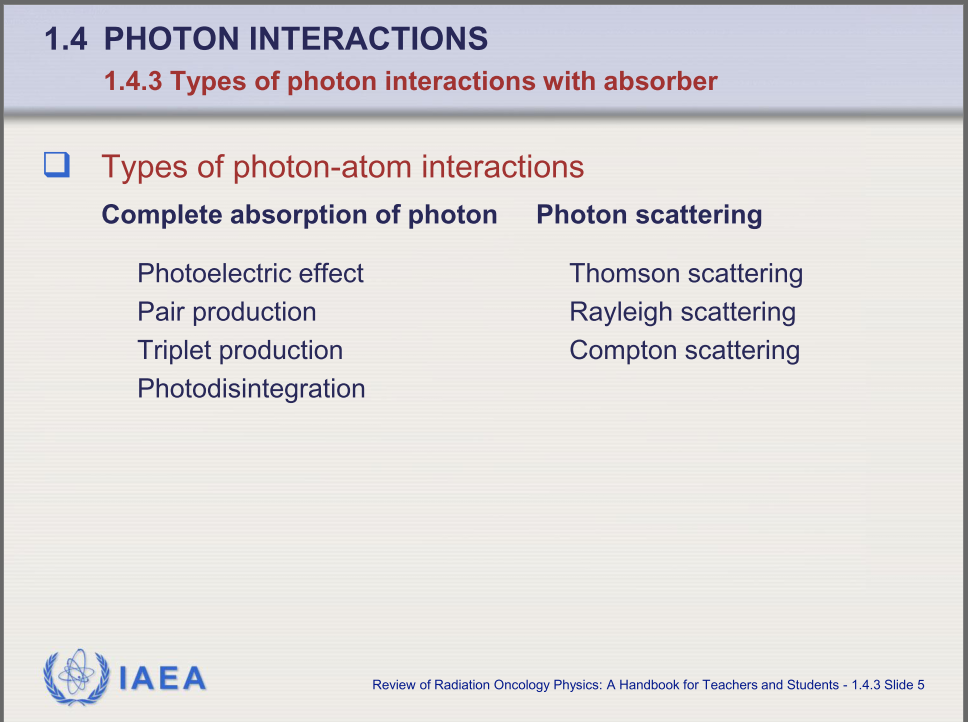 1.4 PHOTON INTERACTIONS
1.4.3 Types of photon interactions with absorber
Types of photon-atom interactions
Complete absorption of photon Photon scattering
Photoelectric effect Thomson scattering
Pair production Rayleigh scattering
Triplet production Compton scattering
Photodisintegration
IAEA
Review of Radiation Oncology Physics: A Handbook for Teachers and Students - 1.4.3 Slide 5